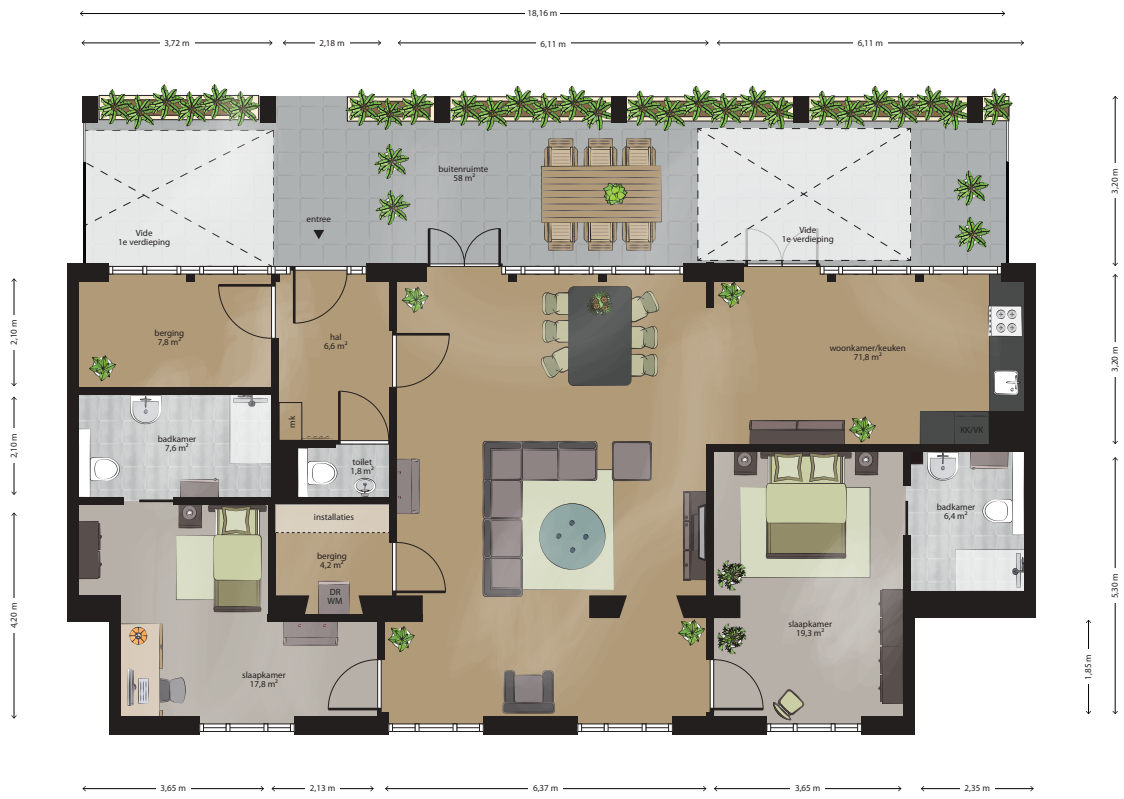 18,16 m
3,72 m
2,18 m
6,11 m
6,11 m
3,20 m
buitenruimte
58 m²
entree
Vide
1e verdieping
Vide
1e verdieping
2,10 m
berging
7,8 m²
hal
6,6 m²
woonkamer/keuken
71,8 m²
3,20 m
mk
KK/VK
2,10 m
badkamer
7,6 m²
toilet
1,8 m²
installaties
badkamer
6,4 m²
berging
4,2 m²
DR
WM
5,30 m
4,20 m
slaapkamer
19,3 m²
slaapkamer
17,8 m²
1,85 m
3,65 m
2,13 m
6,37 m
3,65 m
2,35 m